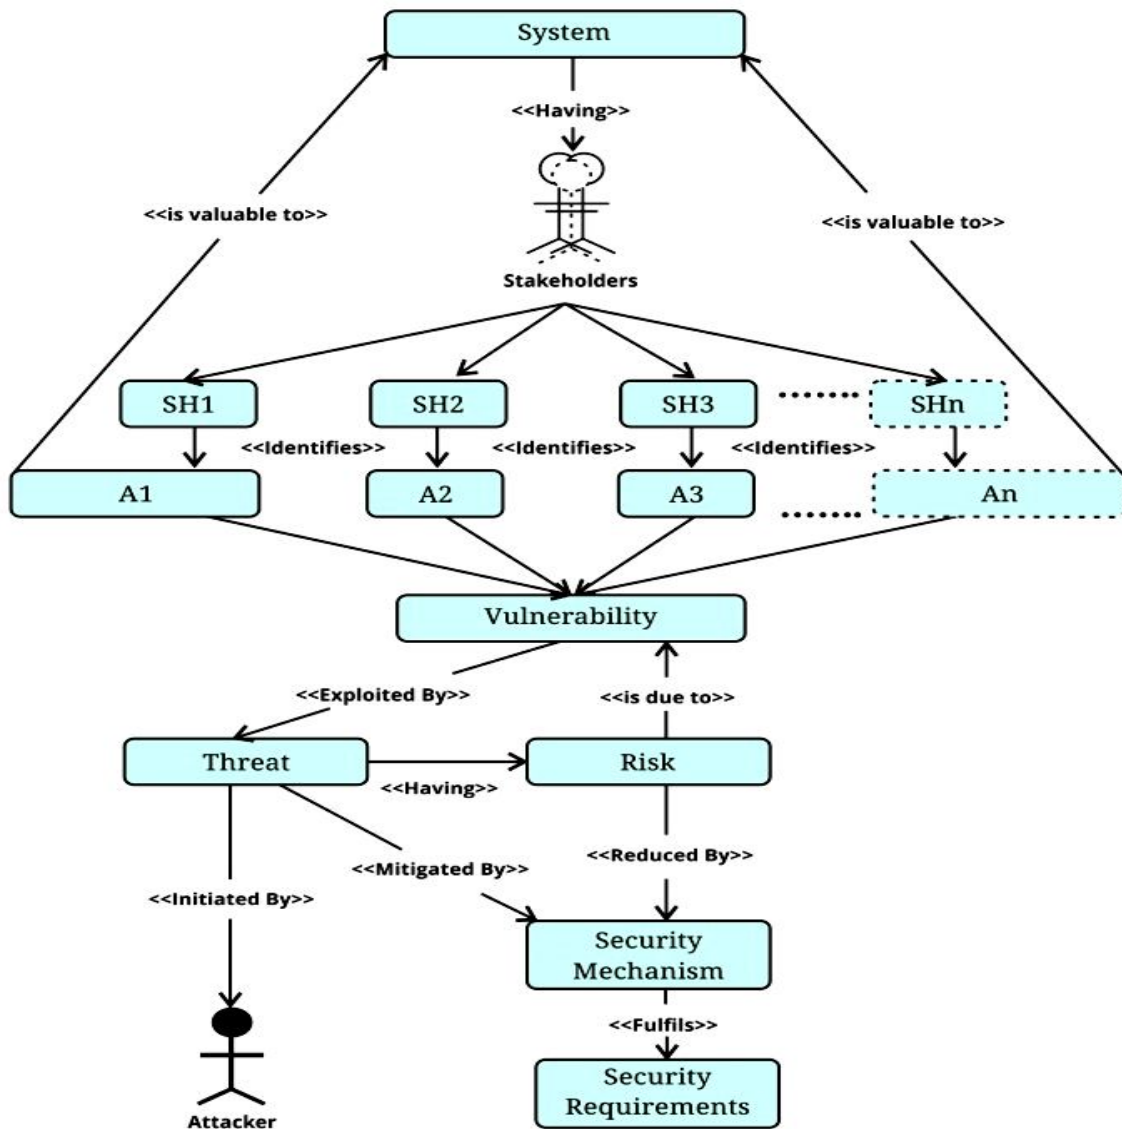 System
<<Having>>
<<is valuable to>>
<<is valuable to>>
Stakeholders
SH1
SH2
SH3
SHn
<<Identifies>>
<<Identifies>>
<<Identifies>>
A1
A2
A3
An
Vulnerability
<<Exploited By>>
<<is due to>>
Threat
Risk
<<Having>>
<<Mitigated By>>
<<Reduced By>>
<<Initiated By>>
Security
Mechanism
<<Fulfils>>
Security
Requirements
Attacker